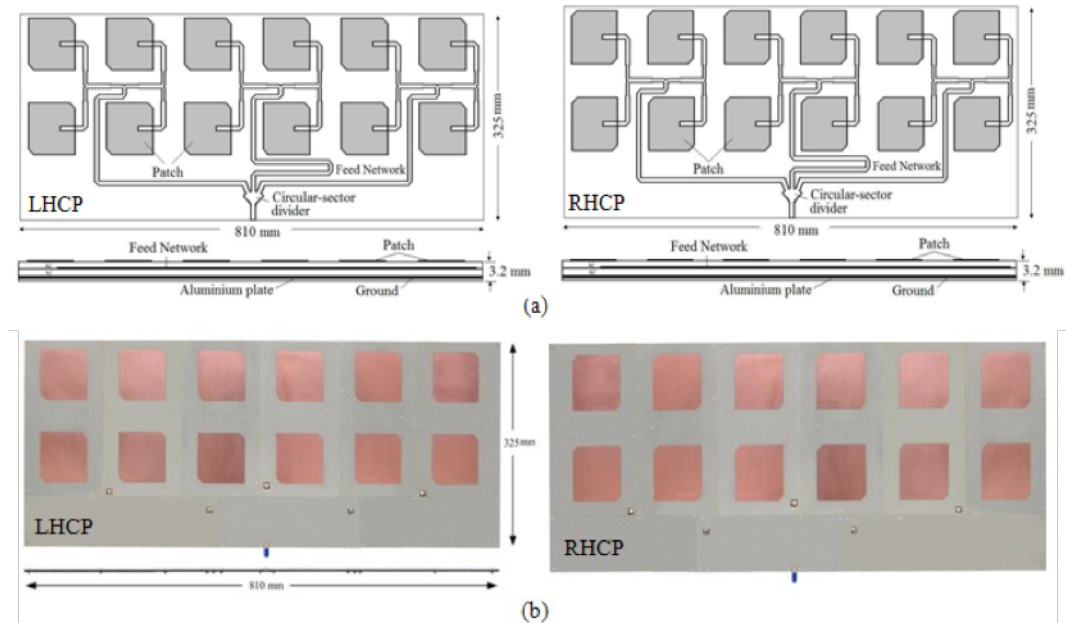 325 mm
Patch
Feed Network
LHCP
Circular-sector
divider
810 mm
Feed Network
Patch
3.2 mm
Aluminium plate
Ground
325 mm
Patch
Feed Network
RHCP
Circular-sector
divider
810 mm
Feed Network
Patch
3.2 mm
Aluminium plate
Ground
(a)
325 mm
LHCP
810 mm
RHCP
(b)